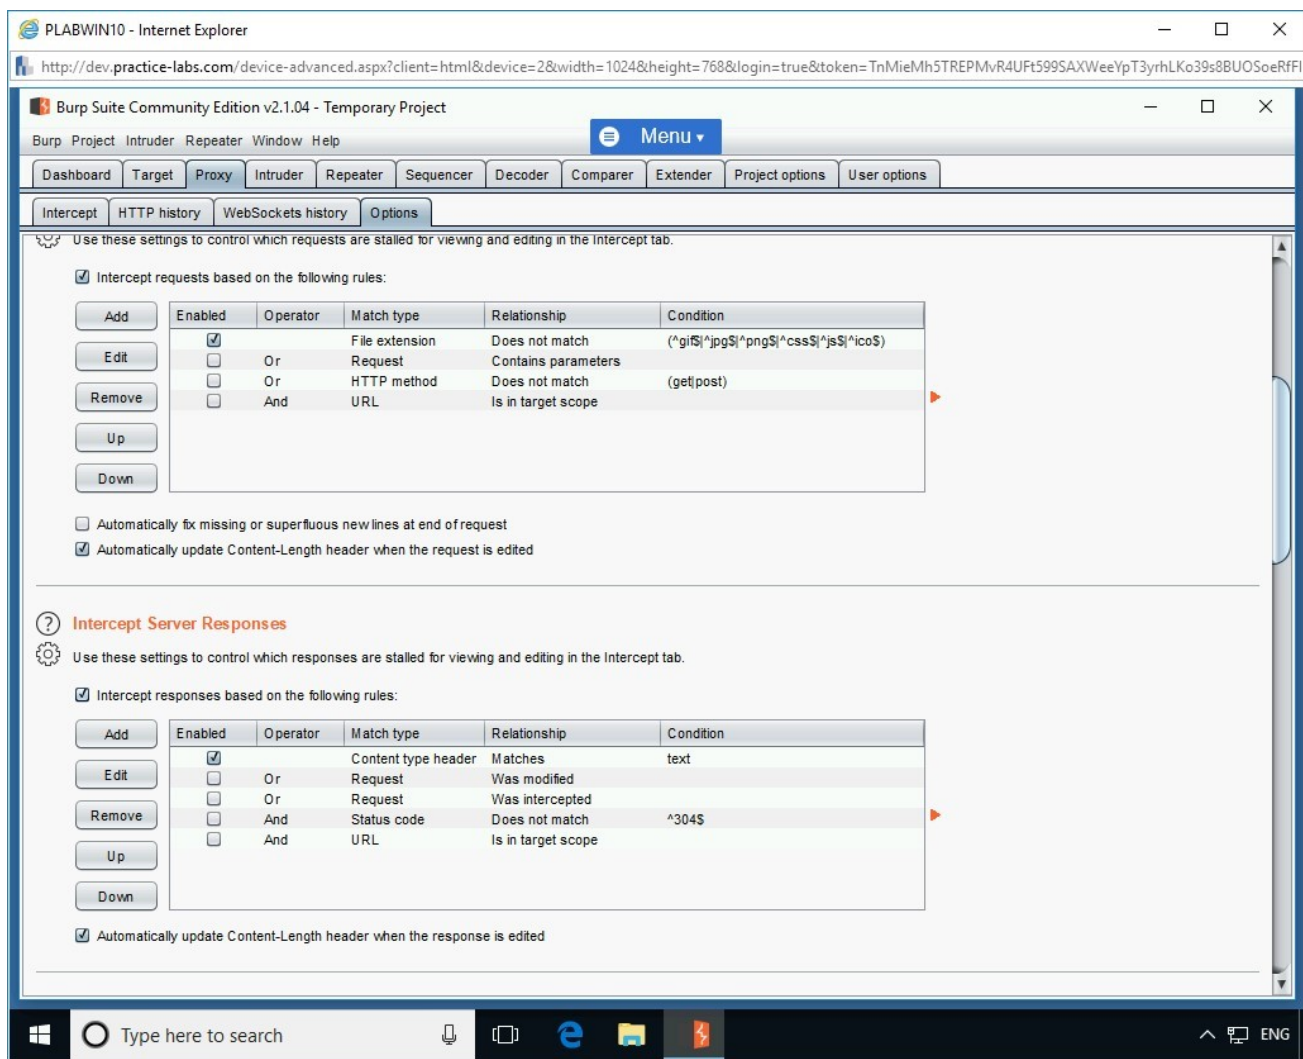 PLABWIN10 - Internet Explorer
http://dev.practice-labs.com/device-advanced.aspx?client=html&device=2&width=1024&height=768&login=true&token=TnMieMh5TREPMvR4UFt599SAXWeeYpT3yrhLKo39s8BUOSoeRfFl
Burp Suite Community Edition v2.1.04 - Temporary Project
Burp Project Intruder Repeater Window Help
Menu
Dashboard Target Proxy Intruder Repeater Sequencer Decoder Comparer Extender Project options User options
Intercept HTTP history WebSockets history Options
Use these settings to control which requests are stalled for viewing and editing in the Intercept tab.
Intercept requests based on the following rules:
Add
Edit
Remove
Up
Down
Enabled Operator Match type Relationship Condition
File extension Does not match (^gif$|^jpg$|^png$|^css$|^js$|^ico$)
Or Request Contains parameters
Or HTTP method Does not match (get|post)
And URL Is in target scope
Automatically fix missing or superfluous new lines at end of request
Automatically update Content-Length header when the request is edited
? Intercept Server Responses
Use these settings to control which responses are stalled for viewing and editing in the Intercept tab.
Intercept responses based on the following rules:
Add
Edit
Remove
Up
Down
Enabled Operator Match type Relationship Condition
Content type header Matches text
Or Request Was modified
Or Request Was intercepted
And Status code Does not match ^304$
And URL Is in target scope
Automatically update Content-Length header when the response is edited
Type here to search
ENG